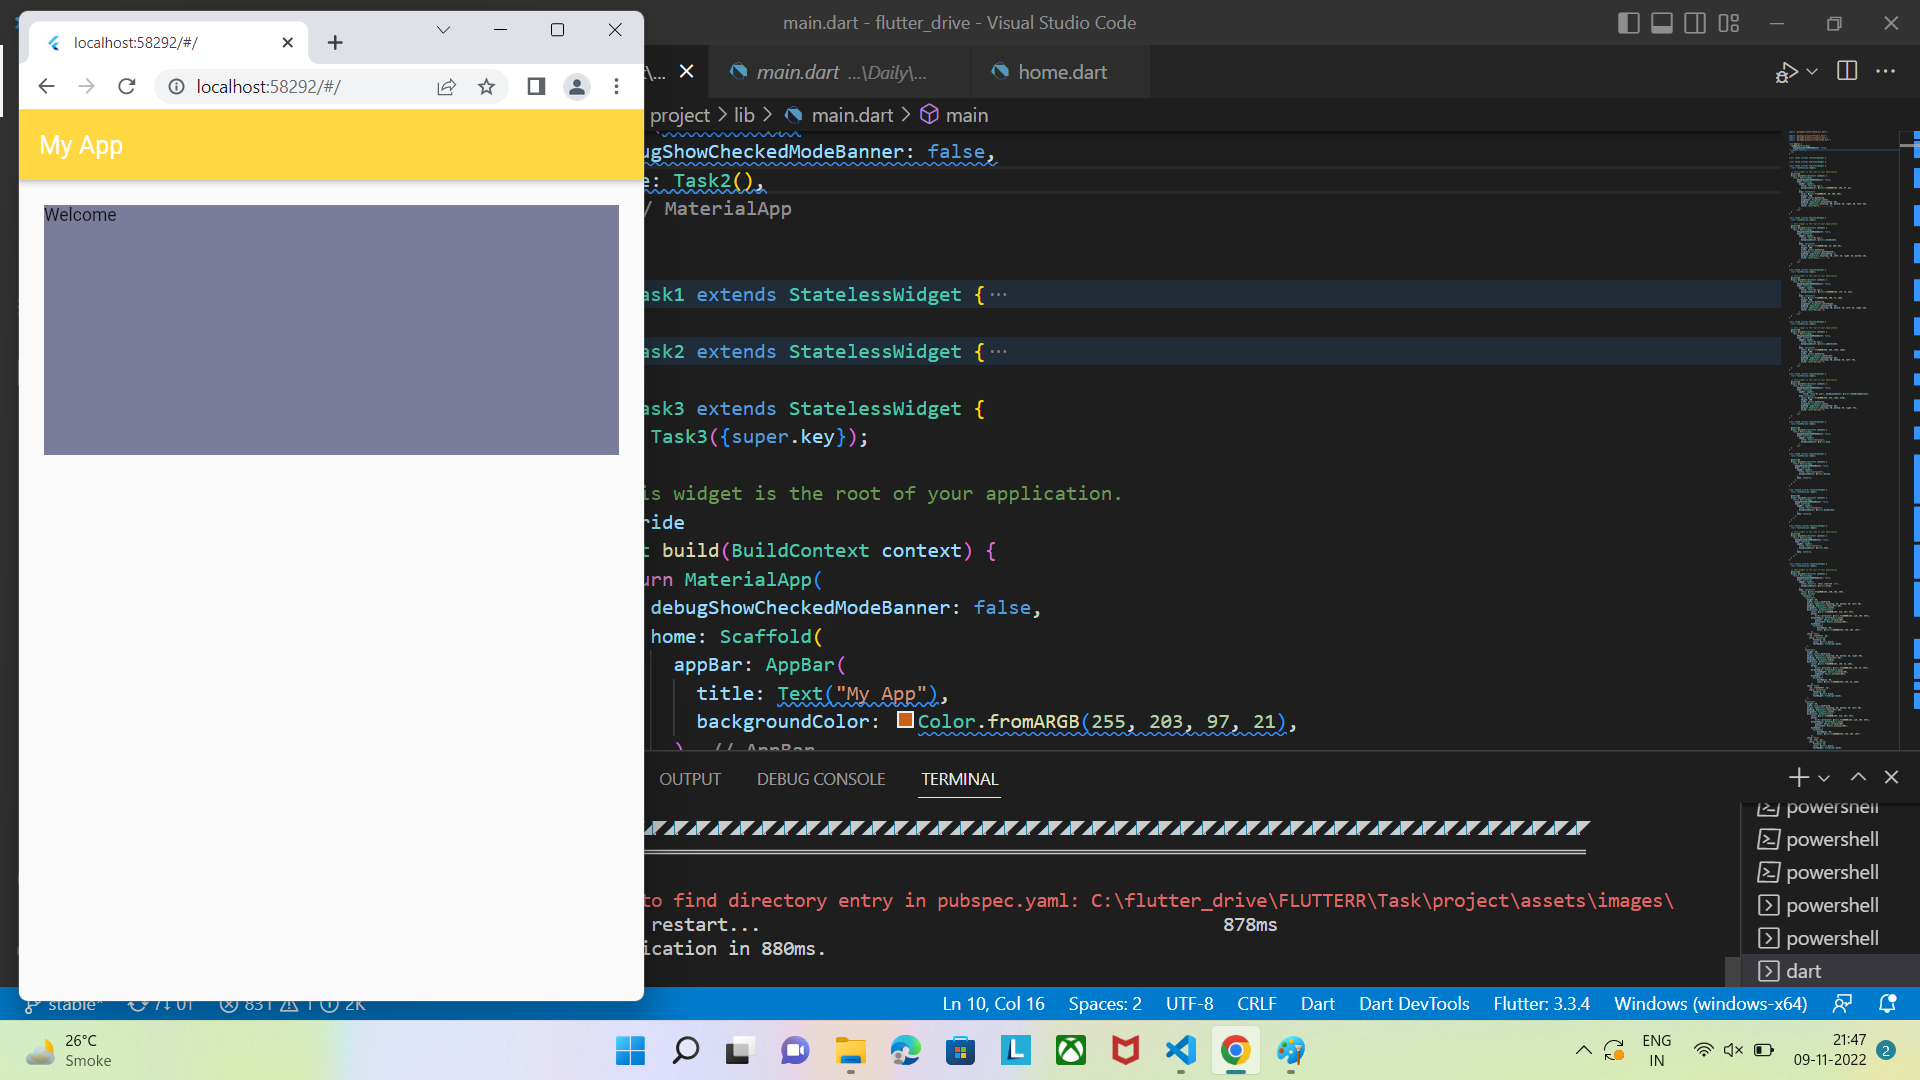 main.dart - flutter_drive - Visual Studio Code
localhost:58292/#/
localhost:58292/#/
My App
Welcome
\... main.dart ...\Daily\... home.dart
project > lib > main.dart > main
ugShowCheckedModeBanner: false,
e: Task2(),
/ MaterialApp
ask1 extends StatelessWidget {...
ask2 extends StatelessWidget {...
ask3 extends StatelessWidget {
Task3({super.key});
is widget is the root of your application.
ride
t build(BuildContext context) {
urn MaterialApp(
debugShowCheckedModeBanner: false,
home: Scaffold(
appBar: AppBar(
title: Text("My App"),
backgroundColor: Color.fromARGB(255, 203, 97, 21),
) // AppBar
OUTPUT DEBUG CONSOLE TERMINAL
to find directory entry in pubspec.yaml: C:\flutter_drive\FLUTTERR\Task\project\assets\images\
restart... 878ms
ication in 880ms.
powershell
powershell
powershell
powershell
powershell
dart
stable* 7↓ 0↑ 831 1 2K Ln 10, Col 16 Spaces: 2 UTF-8 CRLF Dart Dart DevTools Flutter: 3.3.4 Windows (windows-x64)
26°C
Smoke
ENG
IN
21:47
09-11-2022
2